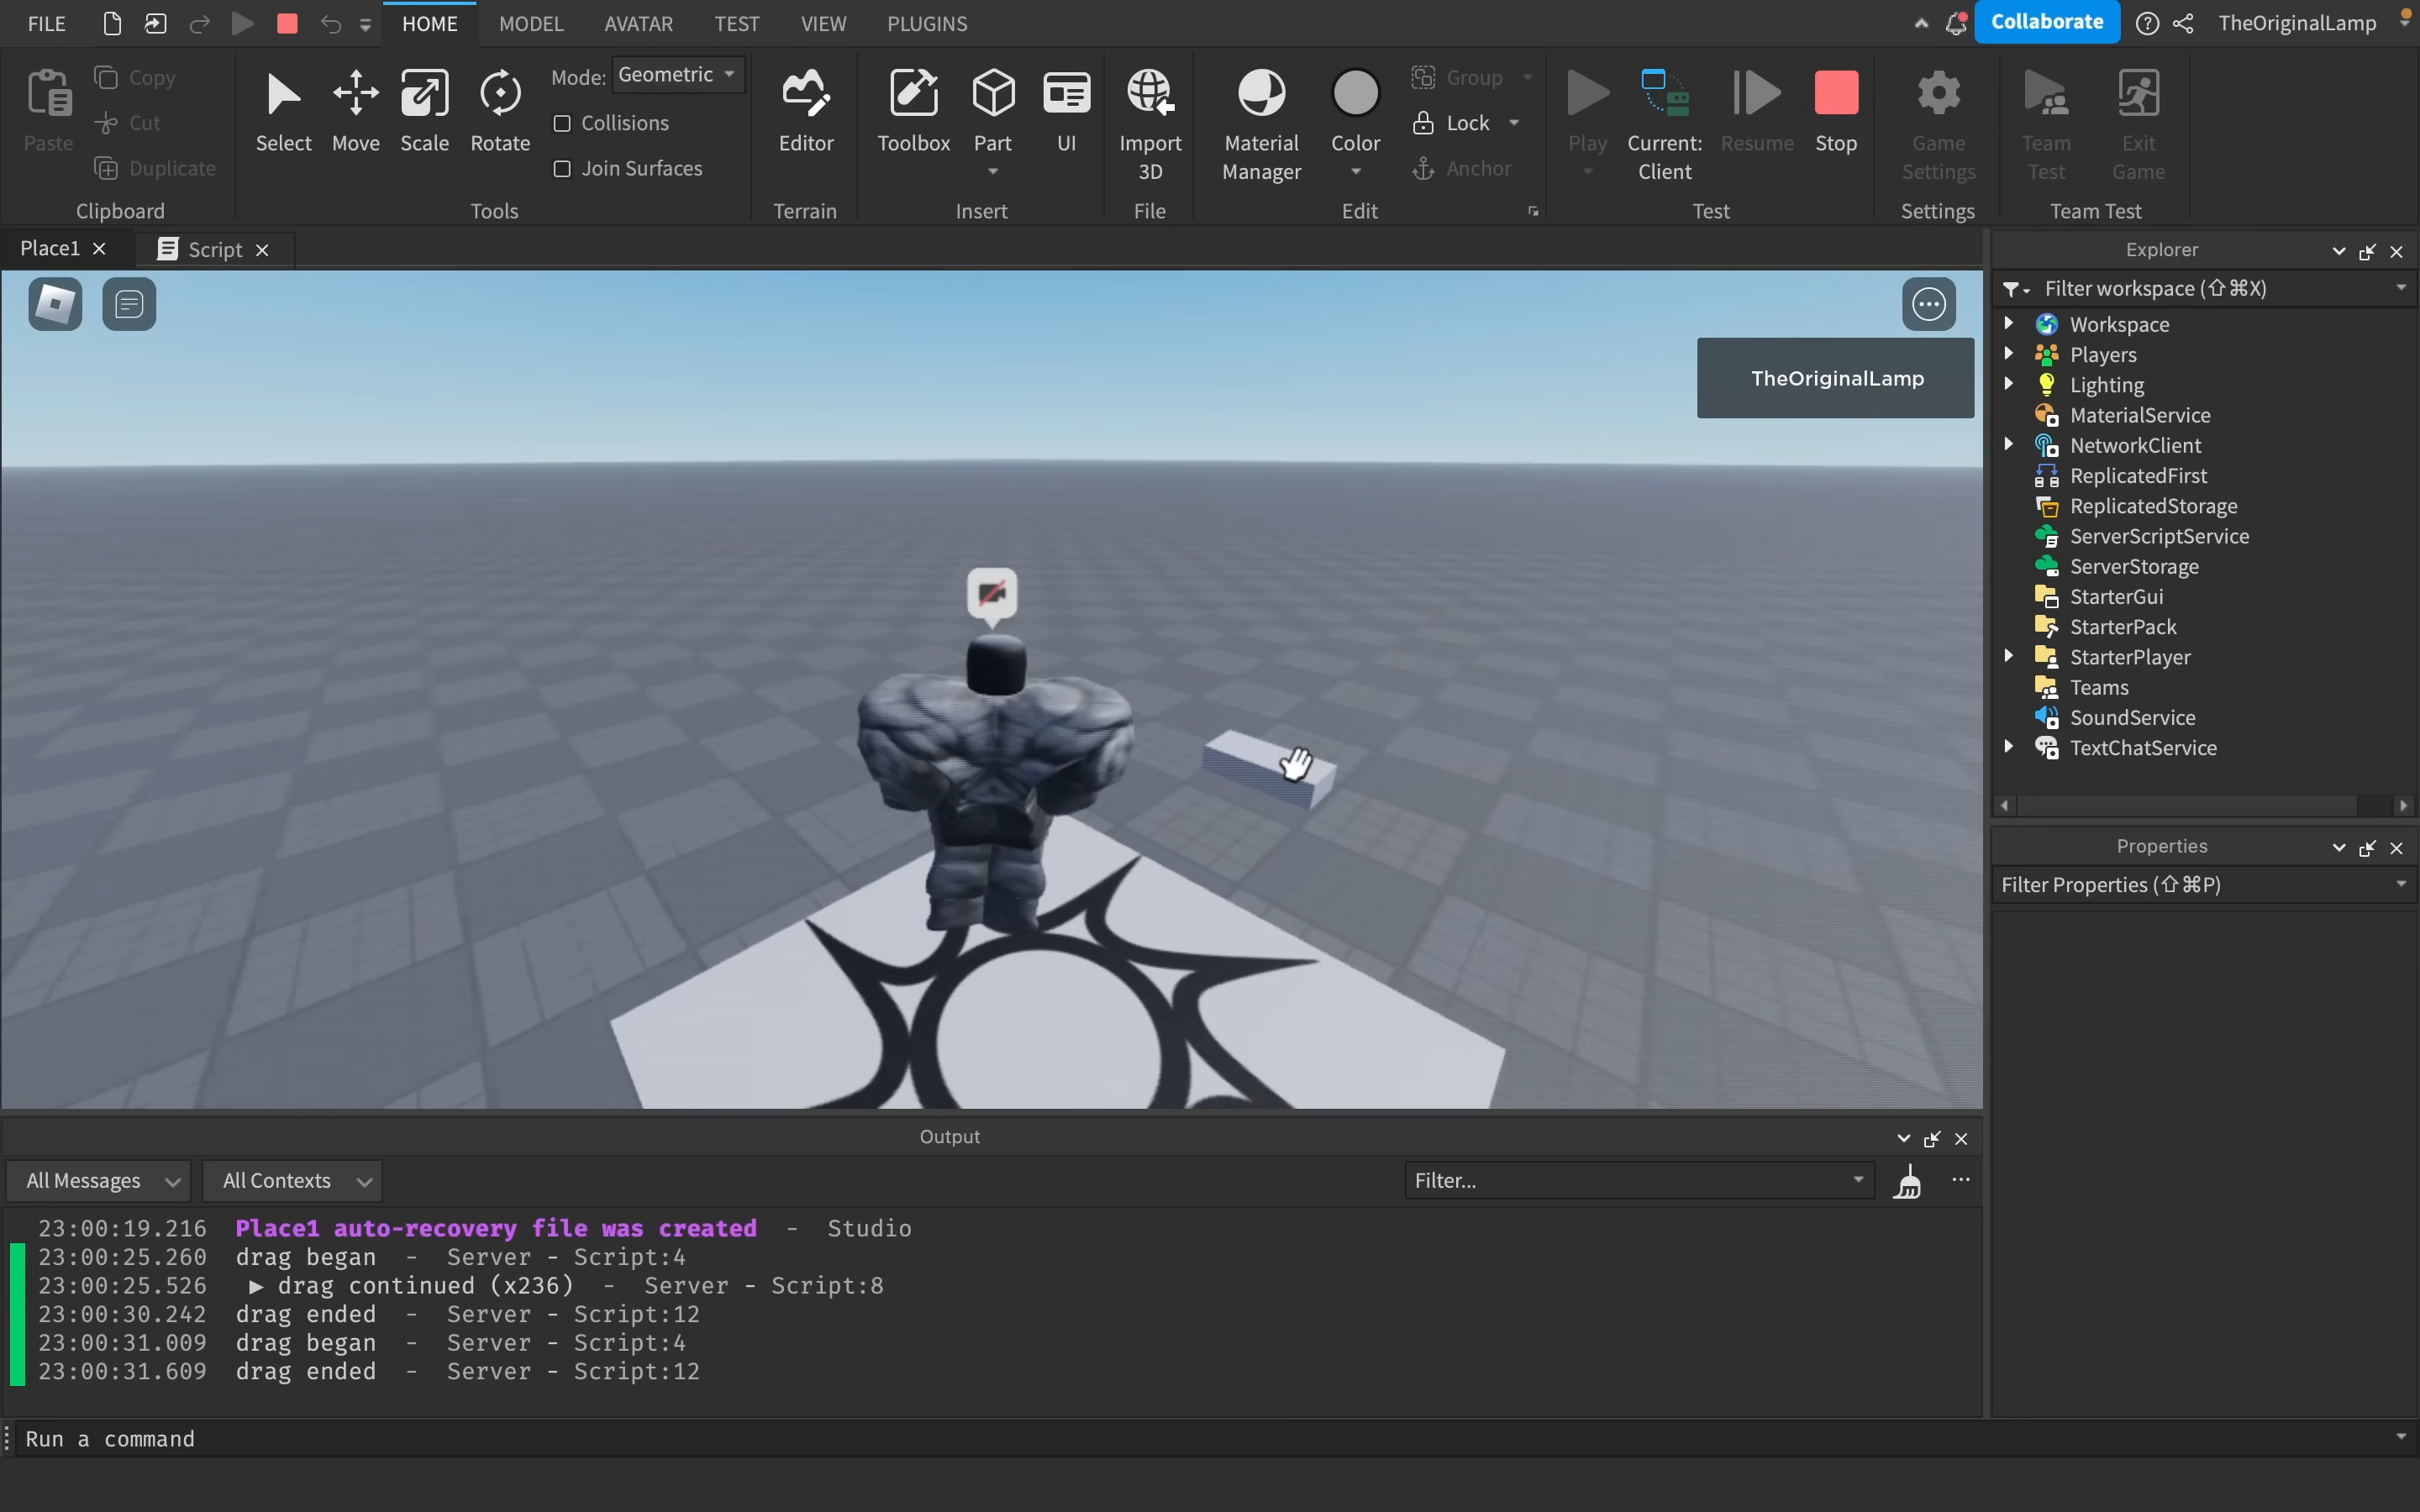 FILE
HOME
MODEL
AVATAR
TEST
VIEW
PLUGINS
Collaborate
TheOriginalLamp
Paste
Copy
Cut
Duplicate
Clipboard
Select
Move
Scale
Rotate
Mode: Geometric
Collisions
Join Surfaces
Tools
Editor
Terrain
Toolbox
Part
UI
Insert
Import
3D
File
Material
Manager
Color
Group
Lock
Anchor
Edit
Play
Current:
Client
Resume
Stop
Test
Game
Settings
Settings
Team
Test
Exit
Game
Team Test
Place1
Script
TheOriginalLamp
Explorer
Filter workspace (⇧⌘X)
Workspace
Players
Lighting
MaterialService
NetworkClient
ReplicatedFirst
ReplicatedStorage
ServerScriptService
ServerStorage
StarterGui
StarterPack
StarterPlayer
Teams
SoundService
TextChatService
Properties
Filter Properties (⇧⌘P)
Output
All Messages
All Contexts
Filter...
23:00:19.216 Place1 auto-recovery file was created - Studio
23:00:25.260 drag began - Server - Script:4
23:00:25.526 ▶ drag continued (x236) - Server - Script:8
23:00:30.242 drag ended - Server - Script:12
23:00:31.009 drag began - Server - Script:4
23:00:31.609 drag ended - Server - Script:12
Run a command